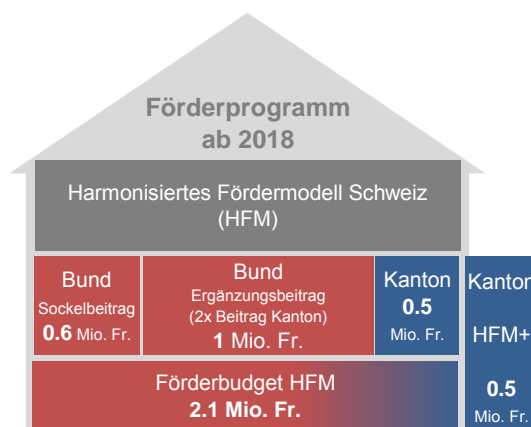 Förderprogramm
ab 2018
Harmonisiertes Fördermodell Schweiz
(HFM)
Bund
Sockelbeitrag
0.6 Mio. Fr.
Bund
Ergänzungsbeitrag
(2x Beitrag Kanton)
1 Mio. Fr.
Kanton
0.5
Mio. Fr.
Kanton
HFM+
0.5
Mio. Fr.
Förderbudget HFM
2.1 Mio. Fr.